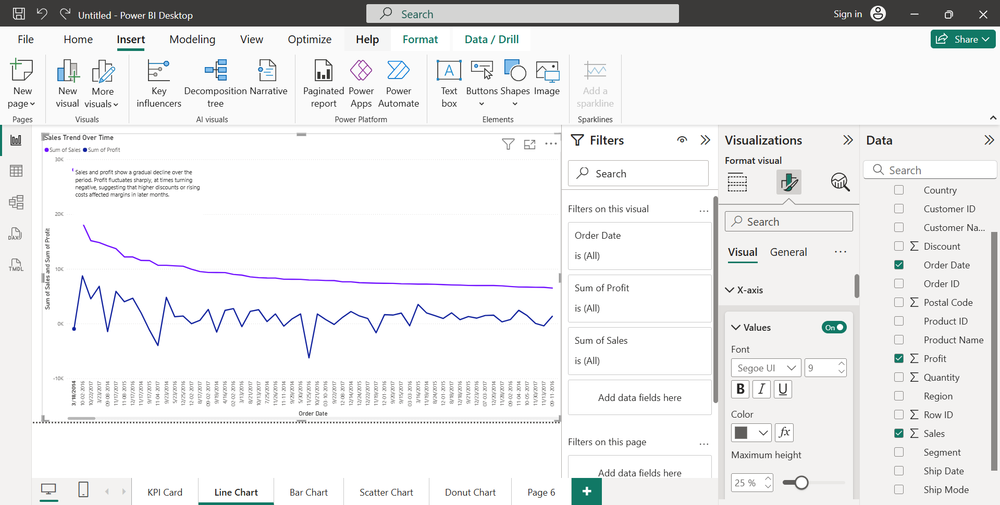 Untitled - Power BI Desktop
Search
Sign in
File
Home
Insert
Modeling
View
Optimize
Help
Format
Data / Drill
Share
New
page
Pages
New
visual
More
visuals
Visuals
Key
influencers
Decomposition
tree
Narrative
AI visuals
Paginated
report
Power
Apps
Power
Automate
Power Platform
Text
box
Buttons
Shapes
Image
Elements
Add a
sparkline
Sparklines
DAX
TMDL
Sales Trend Over Time
Sum of Sales
Sum of Profit
Sales and profit show a gradual decline over the
period. Profit fluctuates sharply, at times turning
negative, suggesting that higher discounts or rising
costs affected margins in later months.
Sum of Sales and Sum of Profit
30K
20K
10K
0K
-10K
3/18/2014
10-02-2016
10/22/2017
3/23/2017
09-08-2014
11/17/2017
11-08-2015
12/17/2016
11/17/2014
9/17/2015
11-04-2017
9/23/2014
5/23/2016
12/25/2016
12-02-2017
8/17/2017
09-02-2017
9/19/2014
4/16/2016
02-02-2016
3/13/2016
8/21/2017
10/13/2017
7/25/2014
11/26/2016
11-11-2014
9/29/2014
5/30/2016
11/25/2016
10/21/2016
03-10-2016
9/22/2017
12-08-2017
12/14/2014
12/24/2015
12/22/2017
11/19/2017
12-01-2016
9/20/2017
9/15/2017
03-03-2016
3/16/2015
11/19/2014
8/24/2015
12-01-2015
8/18/2017
12/18/2016
9/21/2015
12/23/2014
07-03-2017
12/20/2014
11/28/2017
09-02-2016
11-04-2014
10-05-2017
11/30/2017
11/13/2017
09-11-2016
Order Date
Filters
Search
Filters on this visual
Order Date
is (All)
Sum of Profit
is (All)
Sum of Sales
is (All)
Add data fields here
Filters on this page
Add data fields here
Visualizations
Format visual
Search
Visual
General
X-axis
Values
On
Font
Segoe UI
9
B
I
U
Color
fx
Maximum height
25 %
Data
Search
Country
Customer ID
Customer Na...
Discount
Order Date
Order ID
Postal Code
Product ID
Product Name
Profit
Quantity
Region
Row ID
Sales
Segment
Ship Date
Ship Mode
KPI Card
Line Chart
Bar Chart
Scatter Chart
Donut Chart
Page 6